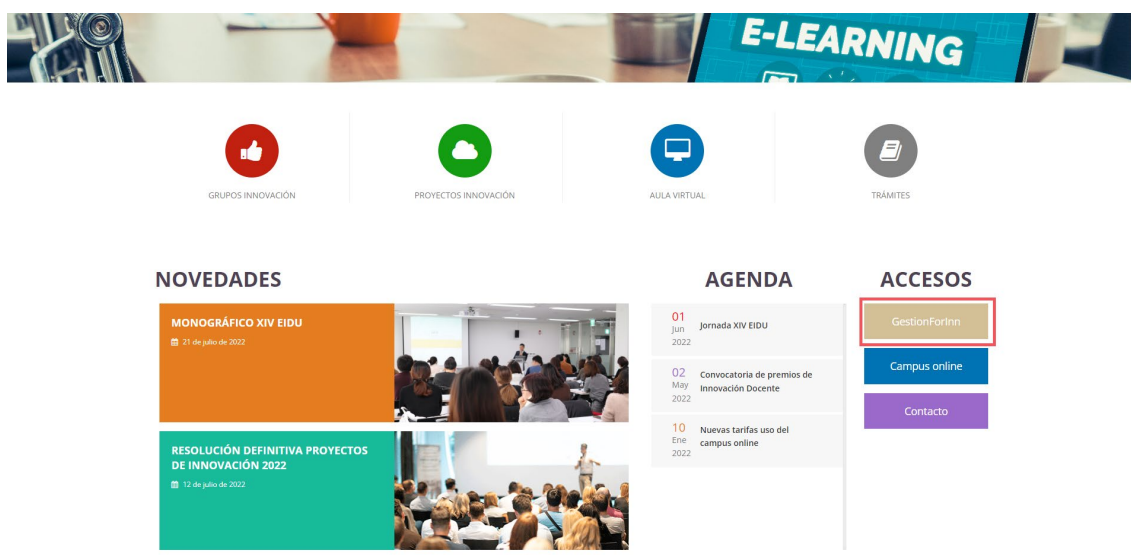 E-LEARNING
GRUPOS INNOVACIÓN
PROYECTOS INNOVACIÓN
AULA VIRTUAL
TRÁMITES
NOVEDADES
MONOGRÁFICO XIV EIDU
21 de julio de 2022
RESOLUCIÓN DEFINITIVA PROYECTOS
DE INNOVACIÓN 2022
12 de julio de 2022
AGENDA
01
Jun
2022
Jornada XIV EIDU
02
May
2022
Convocatoria de premios de
Innovación Docente
10
Ene
2022
Nuevas tarifas uso del
campus online
ACCESOS
GestionForInn
Campus online
Contacto